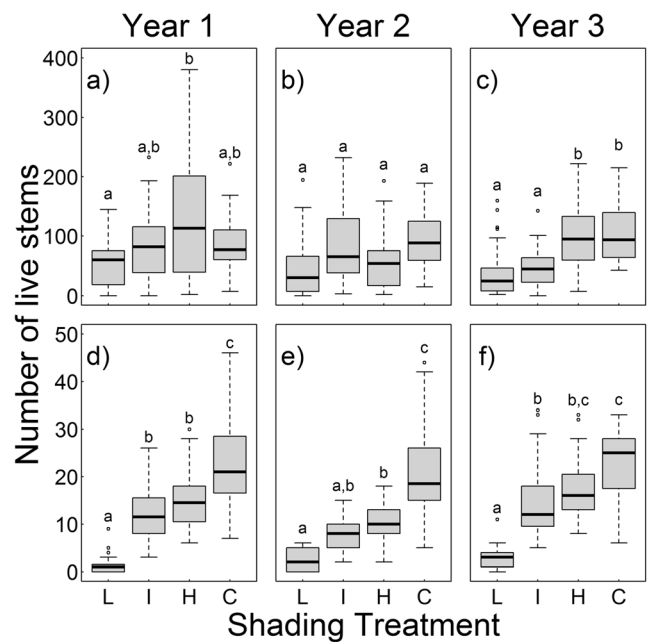 Year 1 Year 2 Year 3
Number of live stems
400
300
200
100
0
a)
a a,b b a,b
b)
a a a a
c)
a a b b
50
40
30
20
10
0
d)
a b b c
e)
a a,b b c
f)
a b b,c c
L I H C L I H C L I H C
Shading Treatment